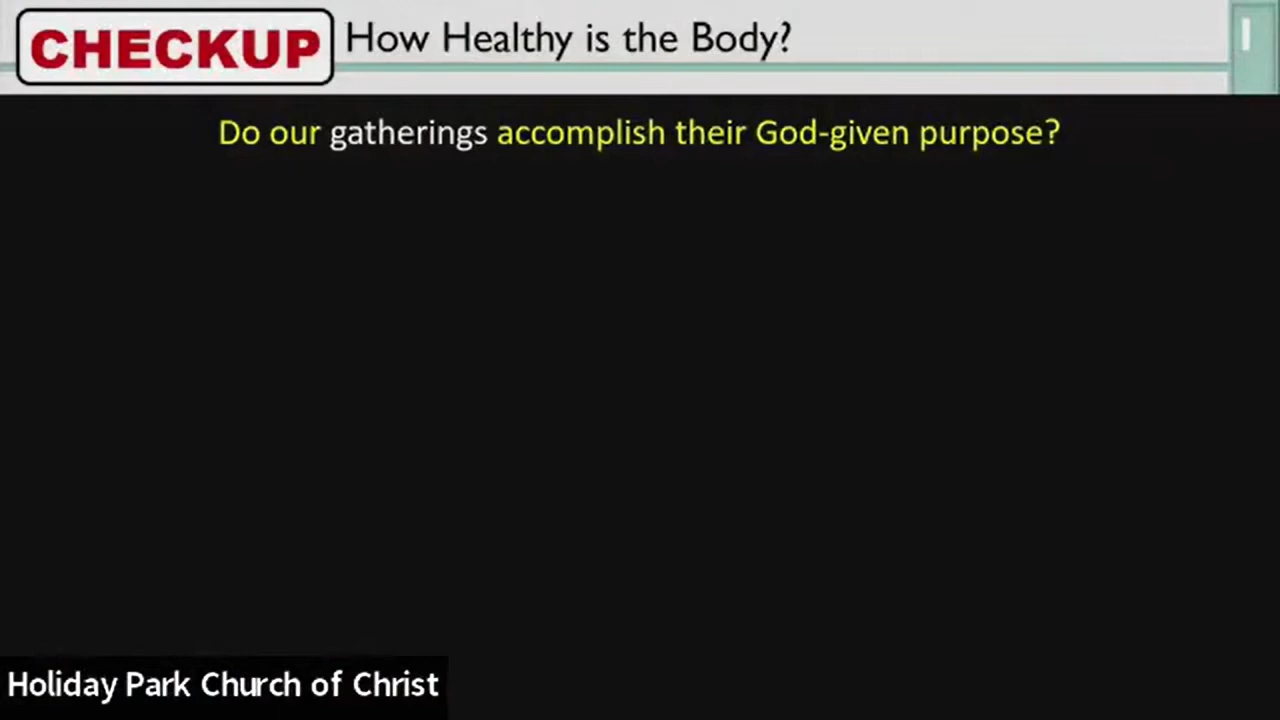 CHECKUP How Healthy is the Body?
Do our gatherings accomplish their God-given purpose?
Holiday Park Church of Christ